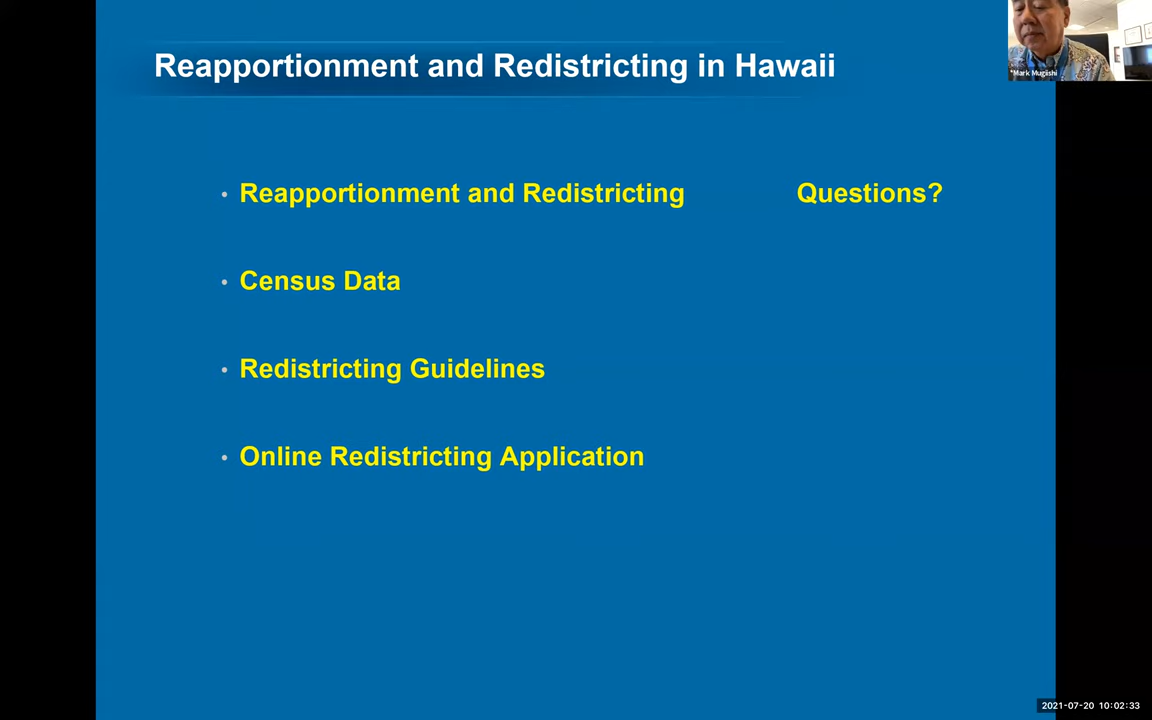 Reapportionment and Redistricting in Hawaii
*Mark Mugiishi
• Reapportionment and Redistricting Questions?
• Census Data
• Redistricting Guidelines
• Online Redistricting Application
2021-07-20 10:02:33